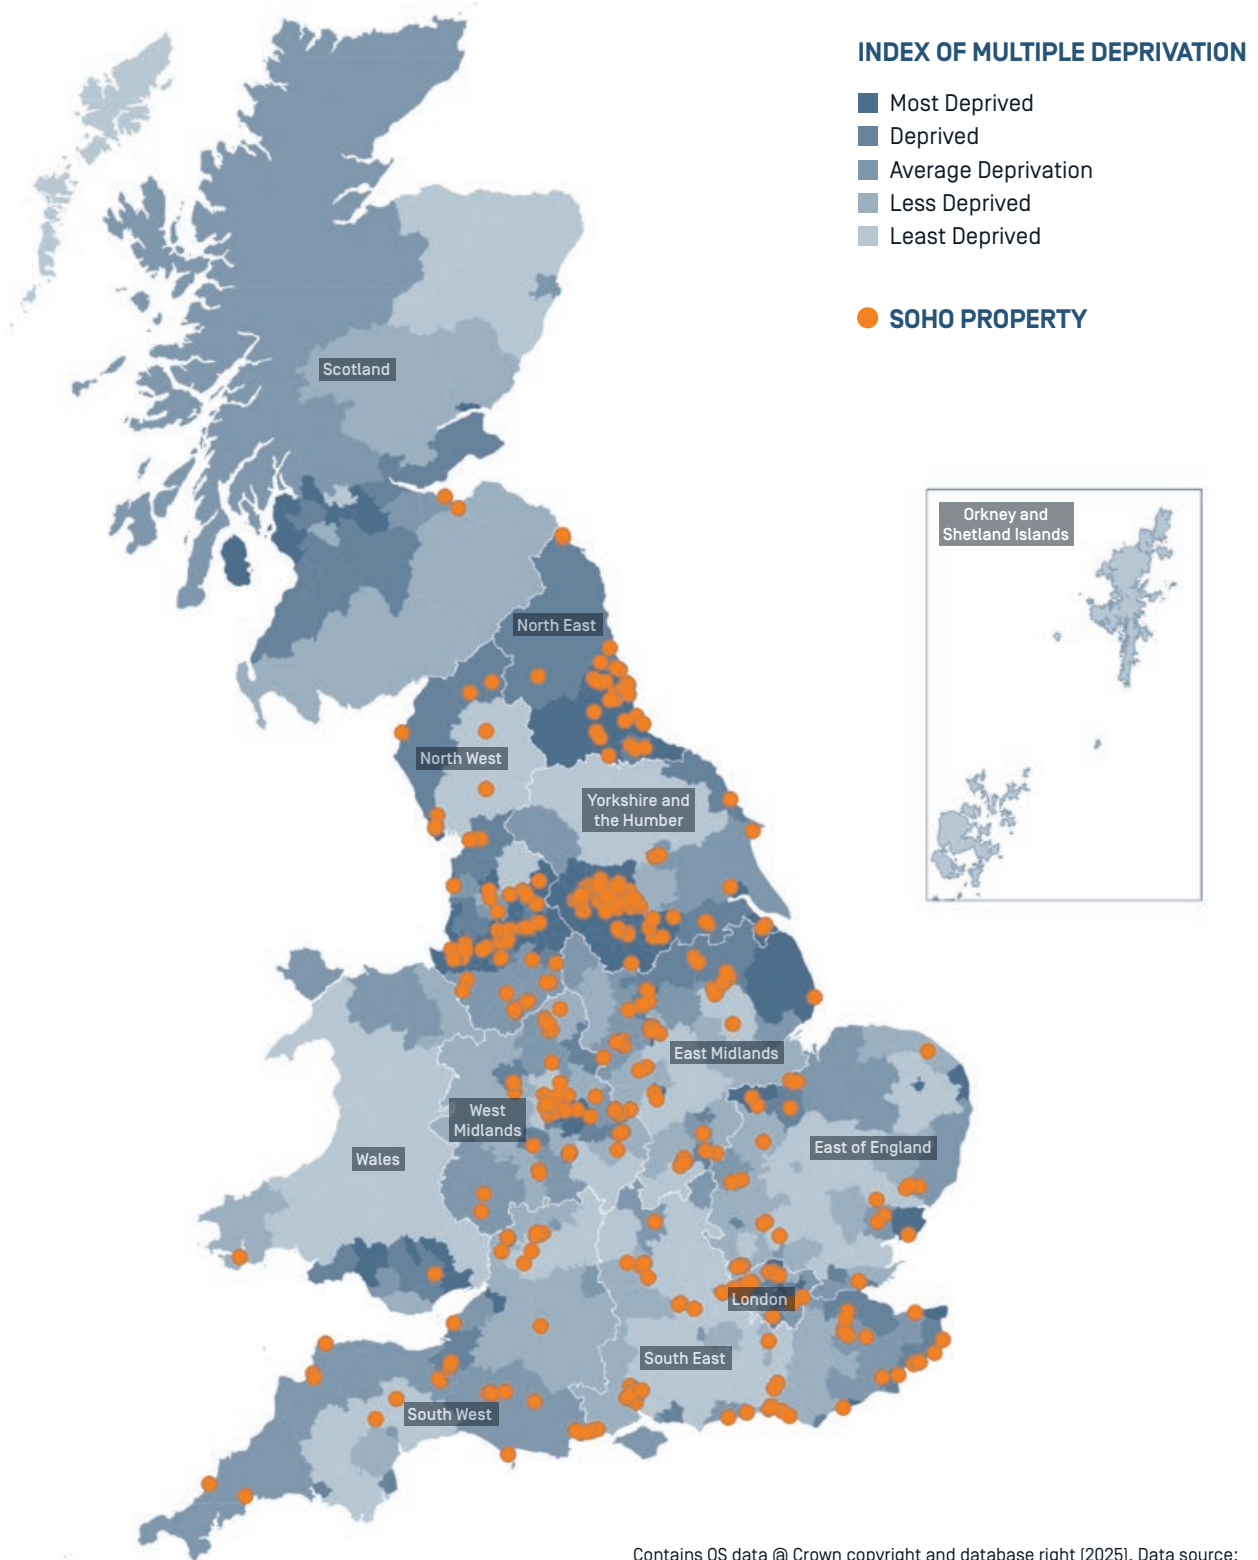 INDEX OF MULTIPLE DEPRIVATION
Most Deprived
Deprived
Average Deprivation
Less Deprived
Least Deprived
SOHO PROPERTY
Scotland
Orkney and
Shetland Islands
North East
North West
Yorkshire and
the Humber
East Midlands
West
Midlands
East of England
Wales
London
South East
South West
Contains OS data @ Crown copyright and database right [2025]. Data source: